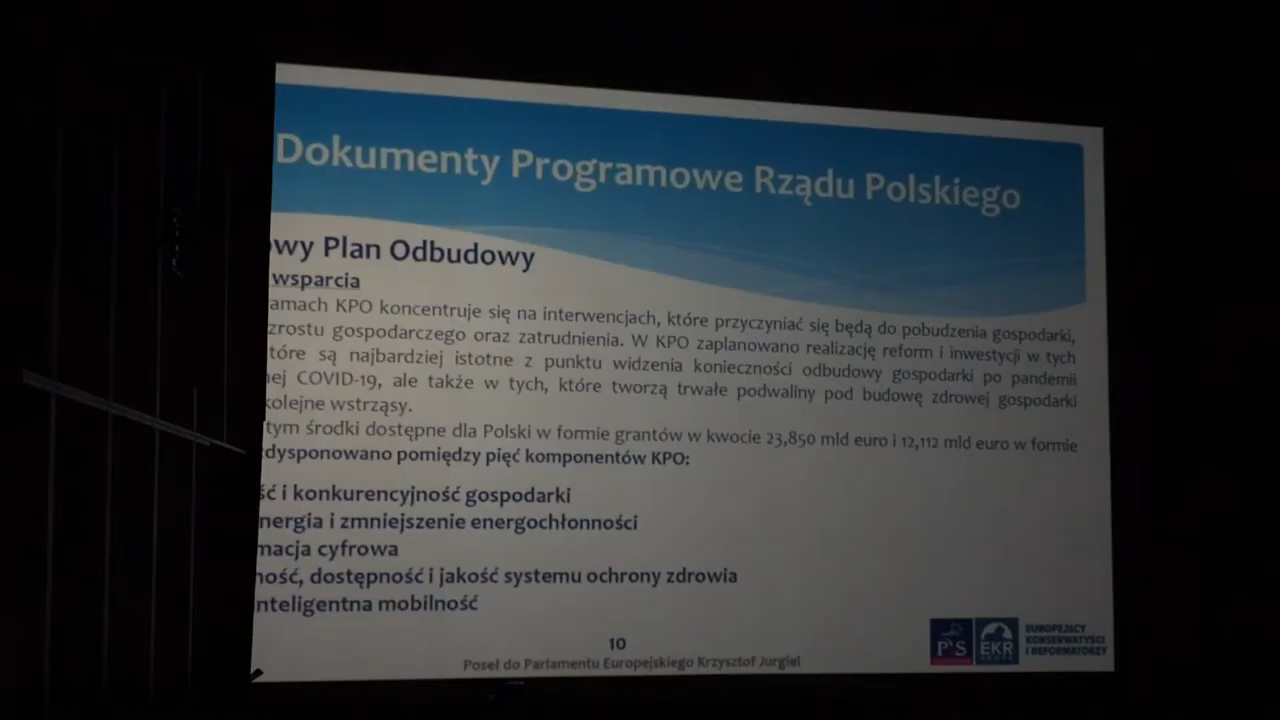 Dokumenty Programowe Rządu Polskiego
owy Plan Odbudowy
wsparcia
amach KPO koncentruje się na interwencjach, które przyczyniać się będą do pobudzenia gospodarki,
zrostu gospodarczego oraz zatrudnienia. W KPO zaplanowano realizację reform i inwestycji w tych
tóre są najbardziej istotne z punktu widzenia konieczności odbudowy gospodarki po pandemii
nej COVID-19, ale także w tych, które tworzą trwałe podwaliny pod budowę zdrowej gospodarki
kolejne wstrząsy.
tym środki dostępne dla Polski w formie grantów w kwocie 23,850 mld euro i 12,112 mld euro w formie
zdysponowano pomiędzy pięć komponentów KPO:
ść i konkurencyjność gospodarki
nergia i zmniejszenie energochłonności
macja cyfrowa
ność, dostępność i jakość systemu ochrony zdrowia
nteligentna mobilność
10
Poseł do Parlamentu Europejskiego Krzysztof Jurgiel
PiS
EKR
EUROPEJSCY
KONSERWATYŚCI
I REFORMATORZY